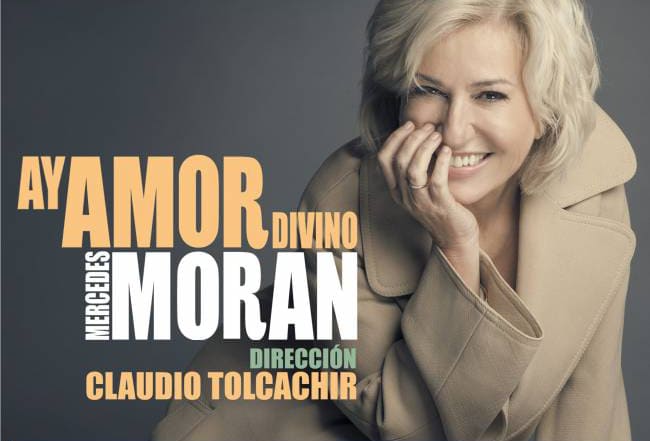 AY AMOR DIVINO
MERCEDES
MORAN
DIRECCIÓN
CLAUDIO TOLCACHIR